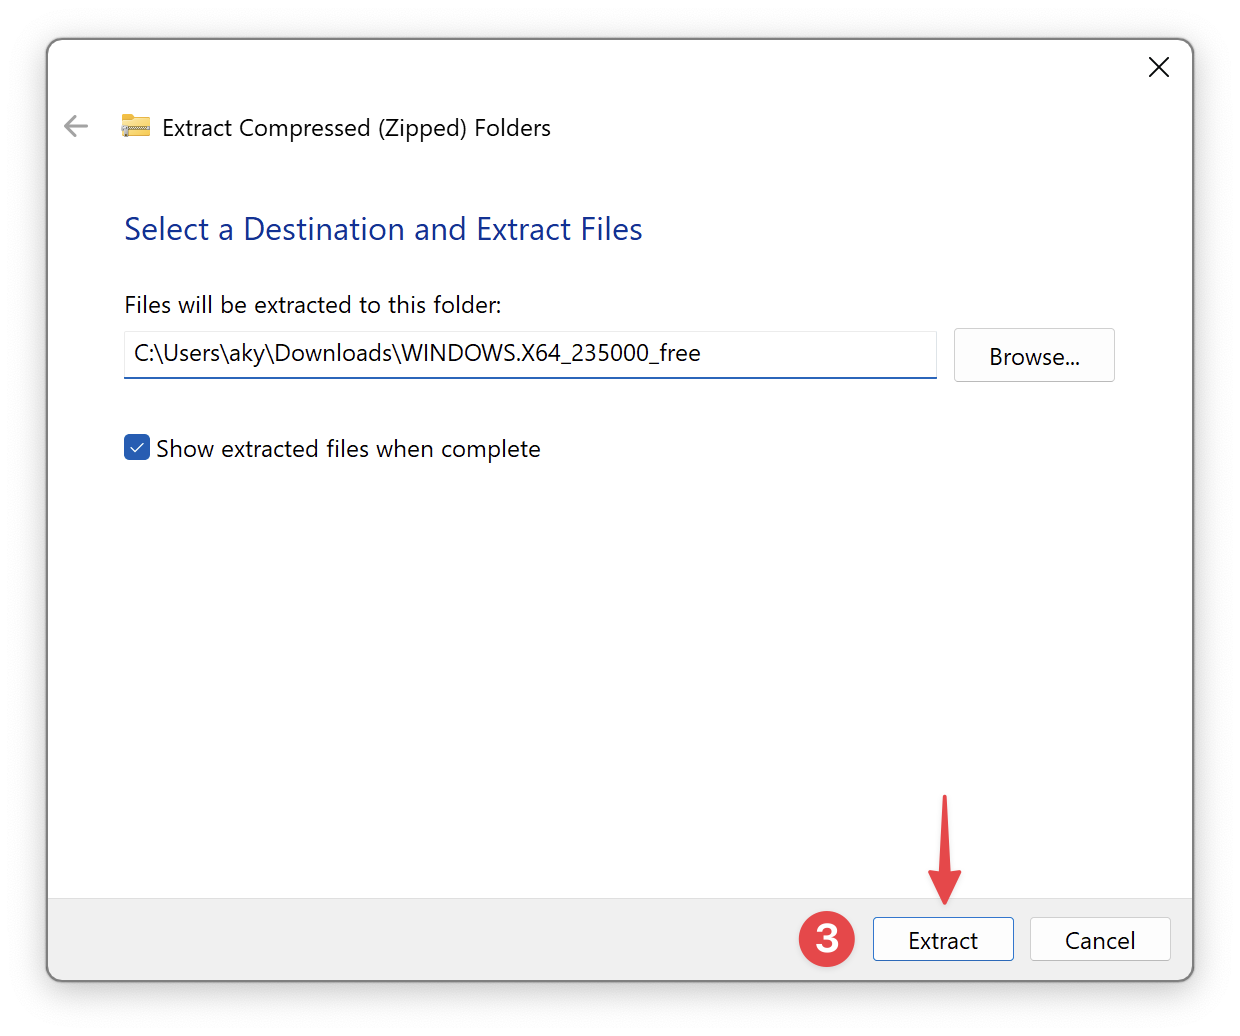 Extract Compressed (Zipped) Folders
Select a Destination and Extract Files
Files will be extracted to this folder:
C:\Users\aky\Downloads\WINDOWS.X64_235000_free
Browse...
Show extracted files when complete
3
Extract
Cancel